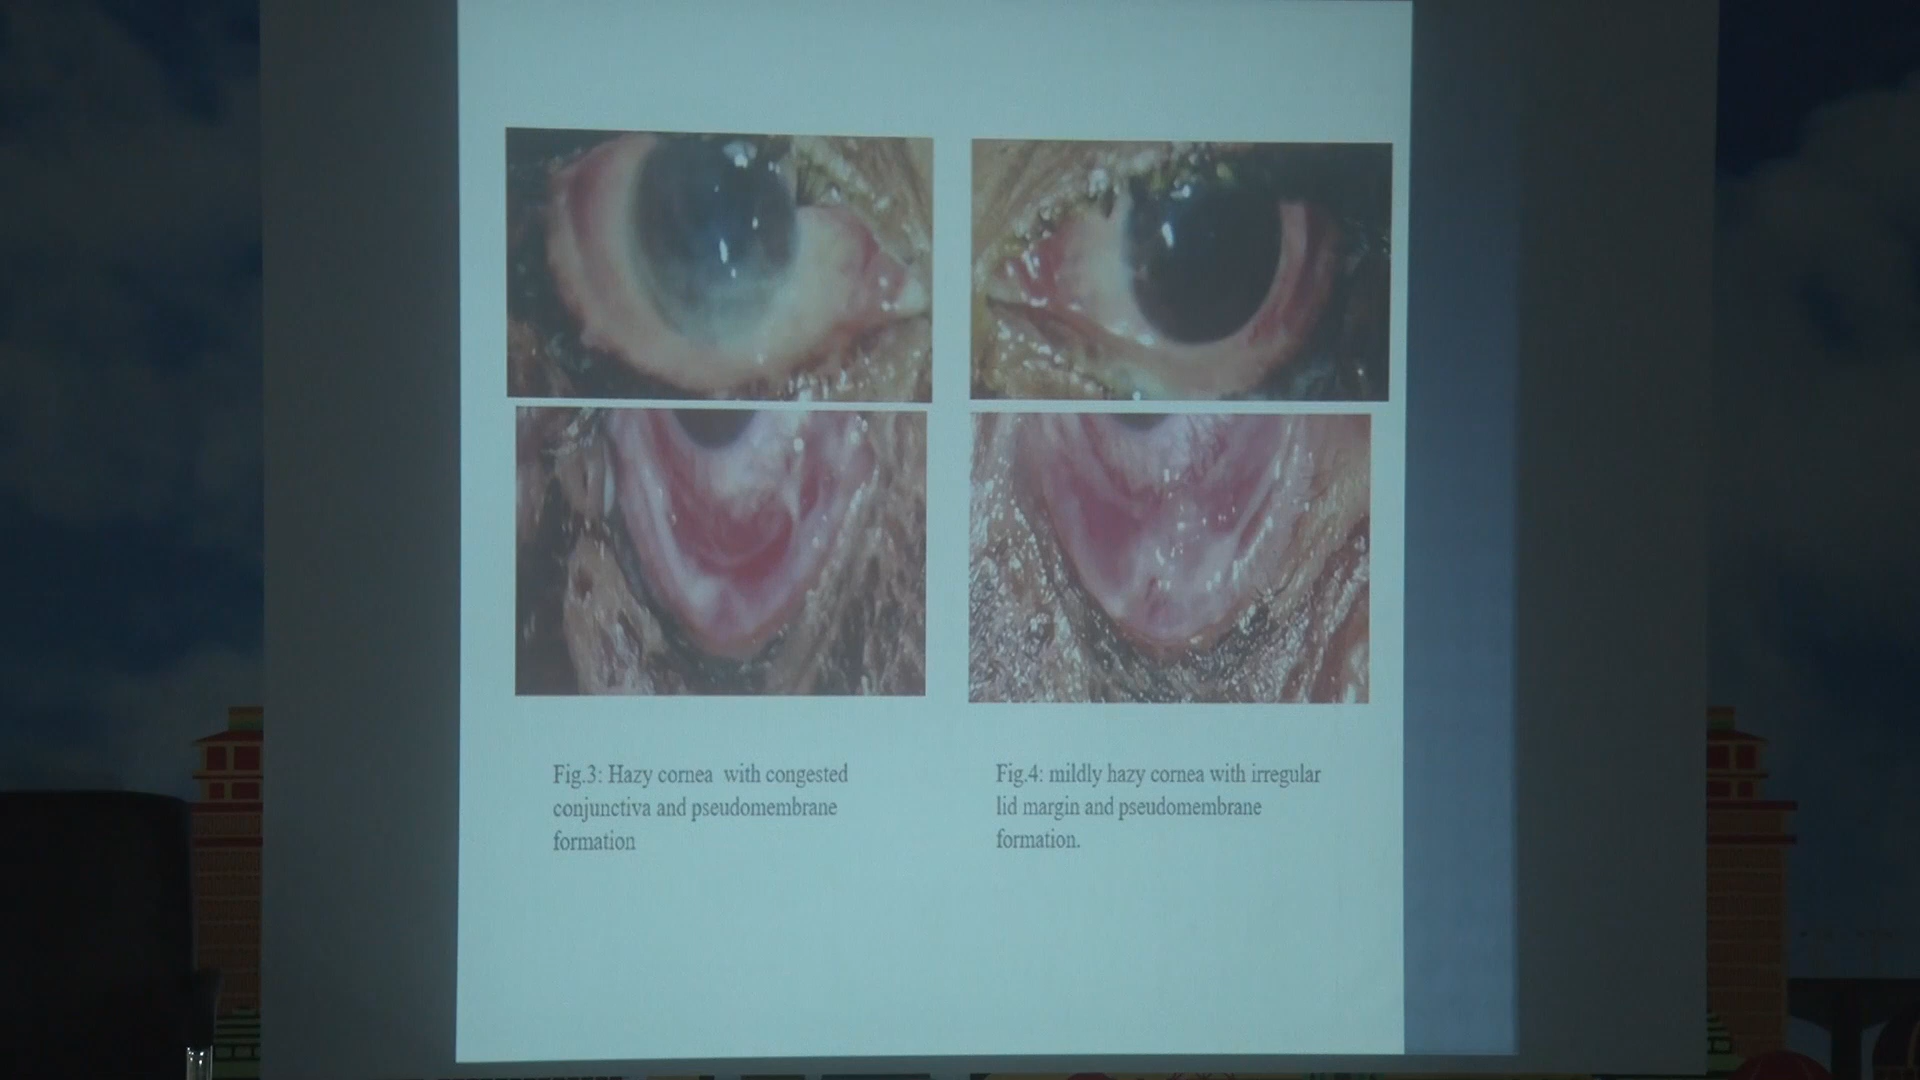 Fig.3: Hazy cornea with congested
conjunctiva and pseudomembrane
formation
Fig.4: mildly hazy cornea with irregular
lid margin and pseudomembrane
formation.